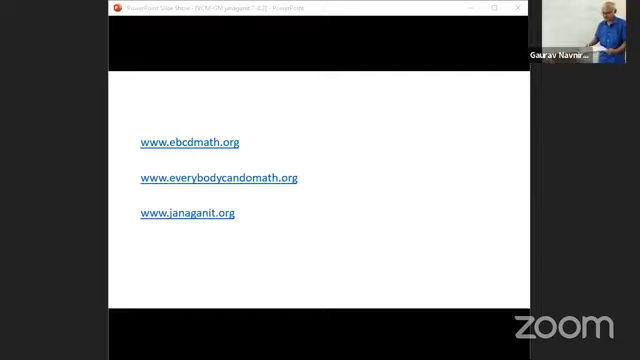 PowerPoint Slide Show - [VCM-GM janaganit 7-8.2] - PowerPoint
Gaurav Navnir...
www.ebcdmath.org
www.everybodycandomath.org
www.janaganit.org
zoom